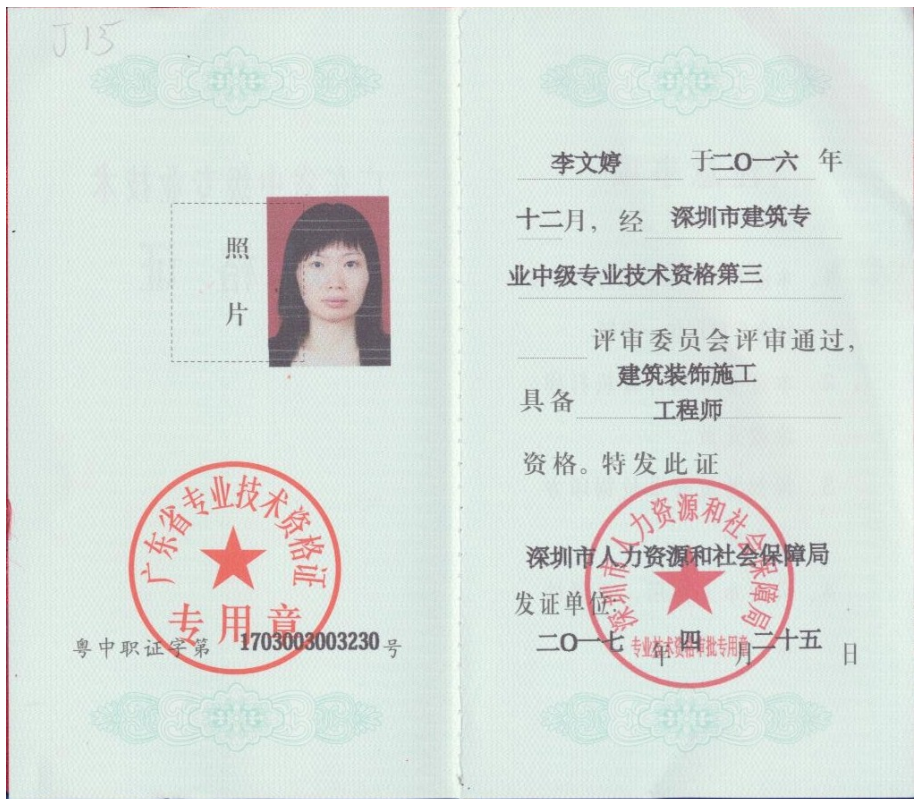 J15
照
片
广东省专业技术资格证
专用章
粤中职证字第 1703003003230 号
李文婷 于二〇一六 年
十二月，经 深圳市建筑专
业中级专业技术资格第三
评审委员会评审通过，
建筑装饰施工
具备 工程师
资格。特发此证
深圳市人力资源和社会保障局
深圳市人力资源和社会保障局
发证单位：
专业技术资格审批专用章
二〇一七 年 四 月 二十五 日